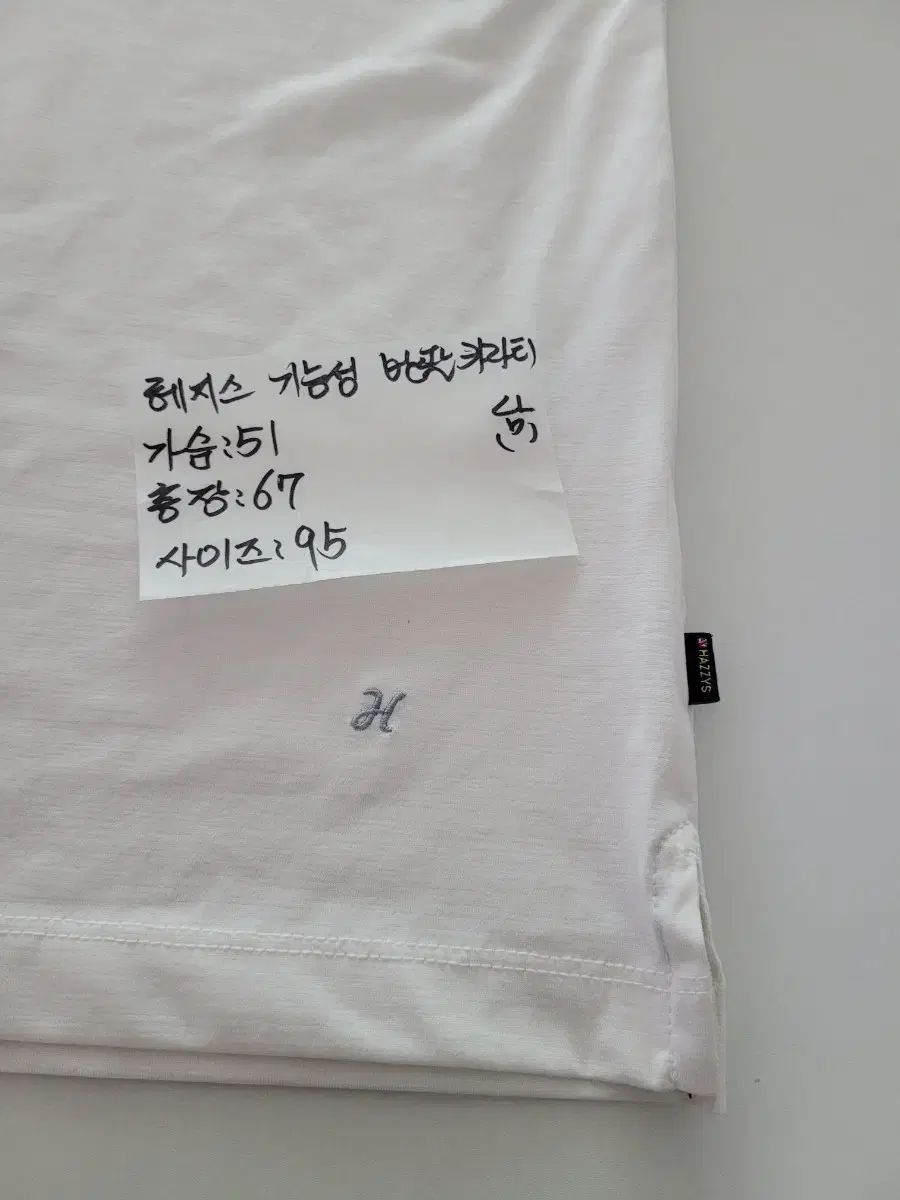 헤지스 기능성 반팔카라티
(남)
가슴:51
총장:67
사이즈:95
H
HAZZYS